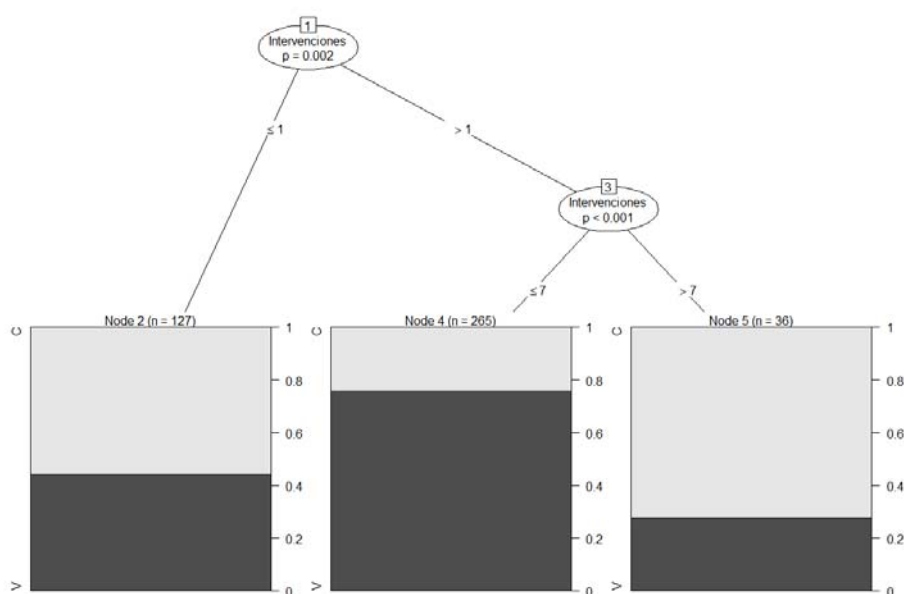 1
Intervenciones
p = 0.002
≤ 1
> 1
3
Intervenciones
p < 0.001
≤ 7
> 7
Node 2 (n = 127)
C
V
1
0.8
0.6
0.4
0.2
0
Node 4 (n = 265)
C
V
1
0.8
0.6
0.4
0.2
0
Node 5 (n = 36)
C
V
1
0.8
0.6
0.4
0.2
0